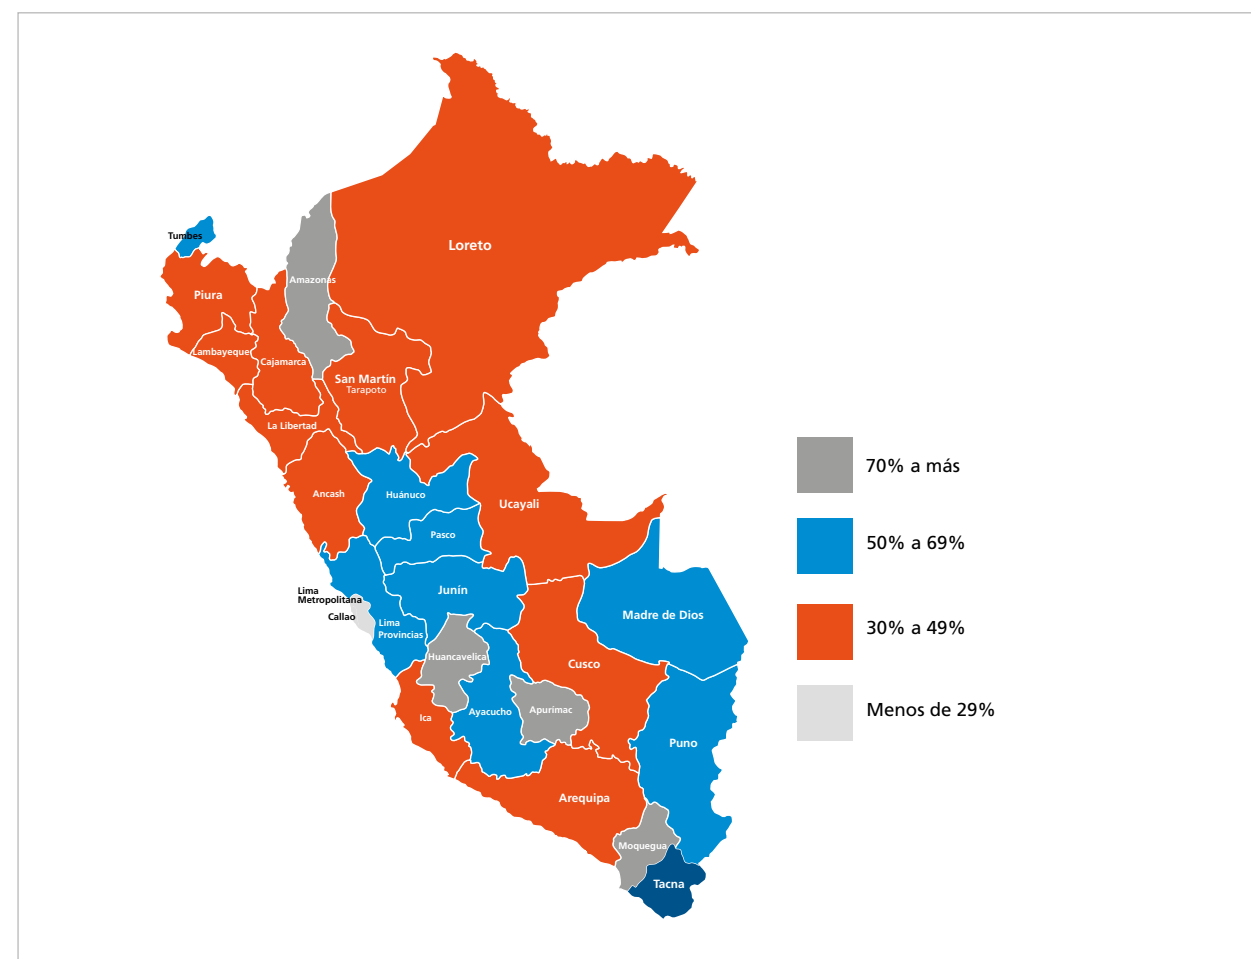 Tumbes
Loreto
Amazonas
Piura
Lambayeque
Cajamarca
San Martín
Tarapoto
La Libertad
Ancash
Huánuco
Ucayali
Pasco
Junín
Lima
Metropolitana
Callao
Lima
Provincias
Madre de Dios
Huancavelica
Cusco
Ica
Ayacucho
Apurímac
Puno
Arequipa
Moquegua
Tacna
70% a más
50% a 69%
30% a 49%
Menos de 29%